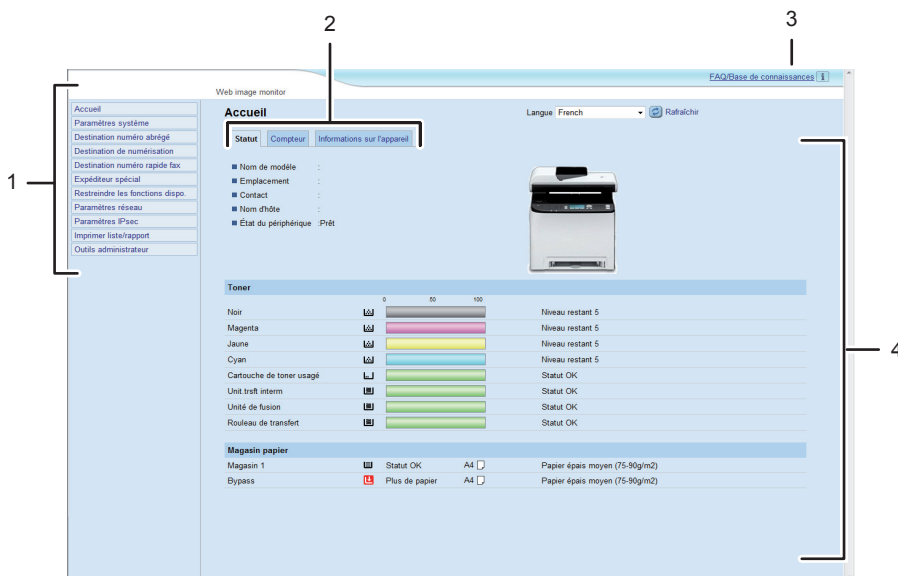 2
3
FAQ/Base de connaissances
Web image monitor
1
Accueil
Paramètres système
Destination numéro abrégé
Destination de numérisation
Destination numéro rapide fax
Expéditeur spécial
Restreindre les fonctions dispo.
Paramètres réseau
Paramètres IPsec
Imprimer liste/rapport
Outils administrateur
Accueil
Langue French Rafraîchir
Statut Compteur Informations sur l'appareil
Nom de modèle :
Emplacement :
Contact :
Nom d'hôte :
État du périphérique :Prêt
4
Toner
0 50 100
Noir Niveau restant 5
Magenta Niveau restant 5
Jaune Niveau restant 5
Cyan Niveau restant 5
Cartouche de toner usagé Statut OK
Unit.trsft interm Statut OK
Unité de fusion Statut OK
Rouleau de transfert Statut OK
Magasin papier
Magasin 1 Statut OK A4 Papier épais moyen (75-90g/m2)
Bypass Plus de papier A4 Papier épais moyen (75-90g/m2)